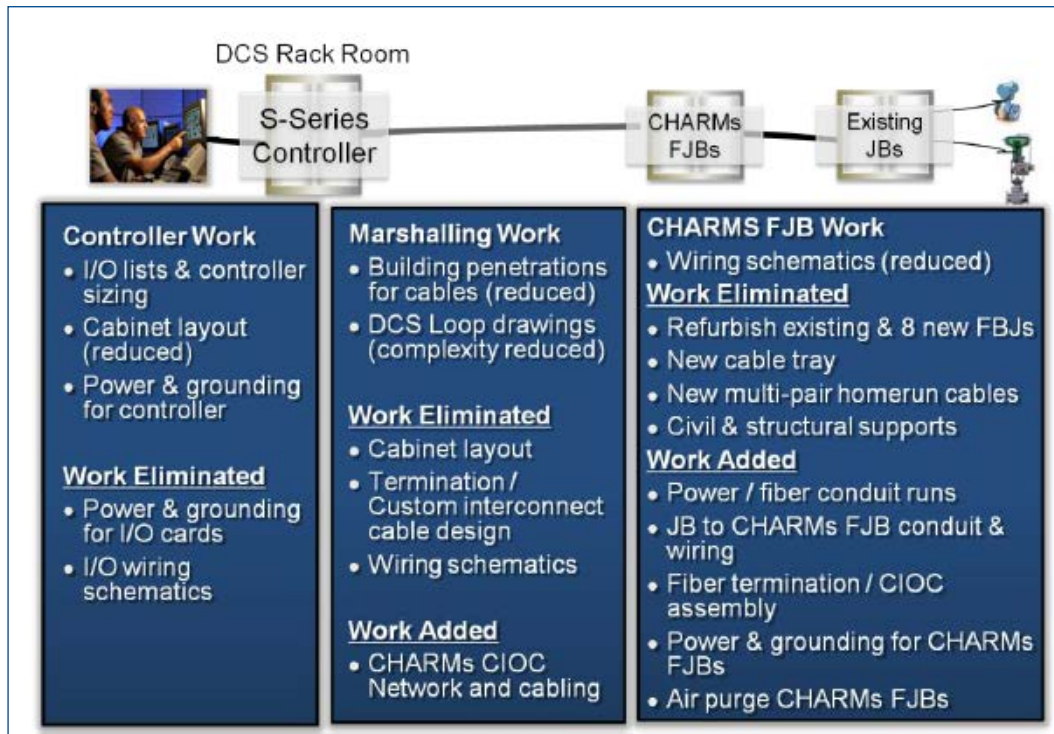 DCS Rack Room
S-Series
Controller
CHARMs
FJBs
Existing
JBs
Controller Work
• I/O lists & controller
sizing
• Cabinet layout
(reduced)
• Power & grounding
for controller
Work Eliminated
• Power & grounding
for I/O cards
• I/O wiring
schematics
Marshalling Work
• Building penetrations
for cables (reduced)
• DCS Loop drawings
(complexity reduced)
Work Eliminated
• Cabinet layout
• Termination /
Custom interconnect
cable design
• Wiring schematics
Work Added
• CHARMs CIOC
Network and cabling
CHARMS FJB Work
• Wiring schematics (reduced)
Work Eliminated
• Refurbish existing & 8 new FBJs
• New cable tray
• New multi-pair homerun cables
• Civil & structural supports
Work Added
• Power / fiber conduit runs
• JB to CHARMs FJB conduit &
wiring
• Fiber termination / CIOC
assembly
• Power & grounding for CHARMs
FJBs
• Air purge CHARMs FJBs